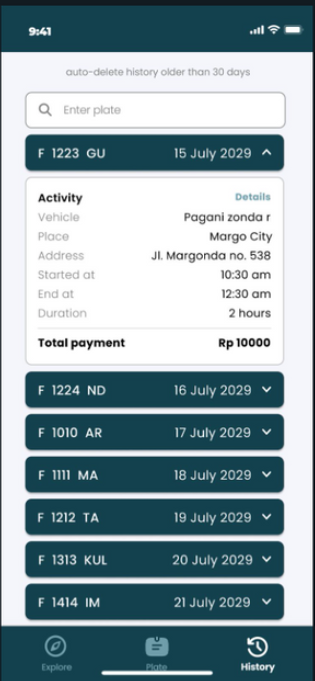 9:41
auto-delete history older than 30 days
Enter plate
F 1223 GU 15 July 2029
Activity Details
Vehicle Pagani zonda r
Place Margo City
Address Jl. Margonda no. 538
Started at 10:30 am
End at 12:30 am
Duration 2 hours
Total payment Rp 10000
F 1224 ND 16 July 2029
F 1010 AR 17 July 2029
F 1111 MA 18 July 2029
F 1212 TA 19 July 2029
F 1313 KUL 20 July 2029
F 1414 IM 21 July 2029
Explore Plate History